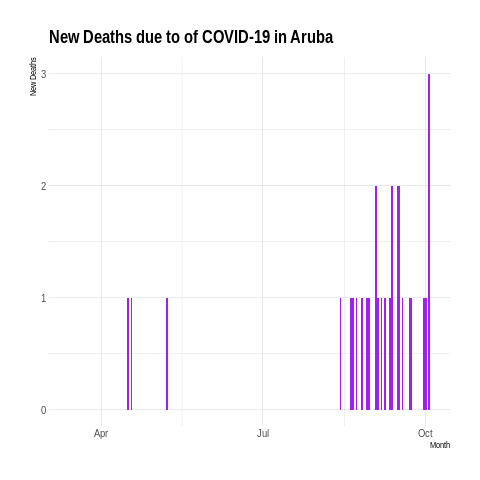 New Deaths due to of COVID-19 in Aruba
New Deaths
3
2
1
0
Apr
Jul
Oct
Month